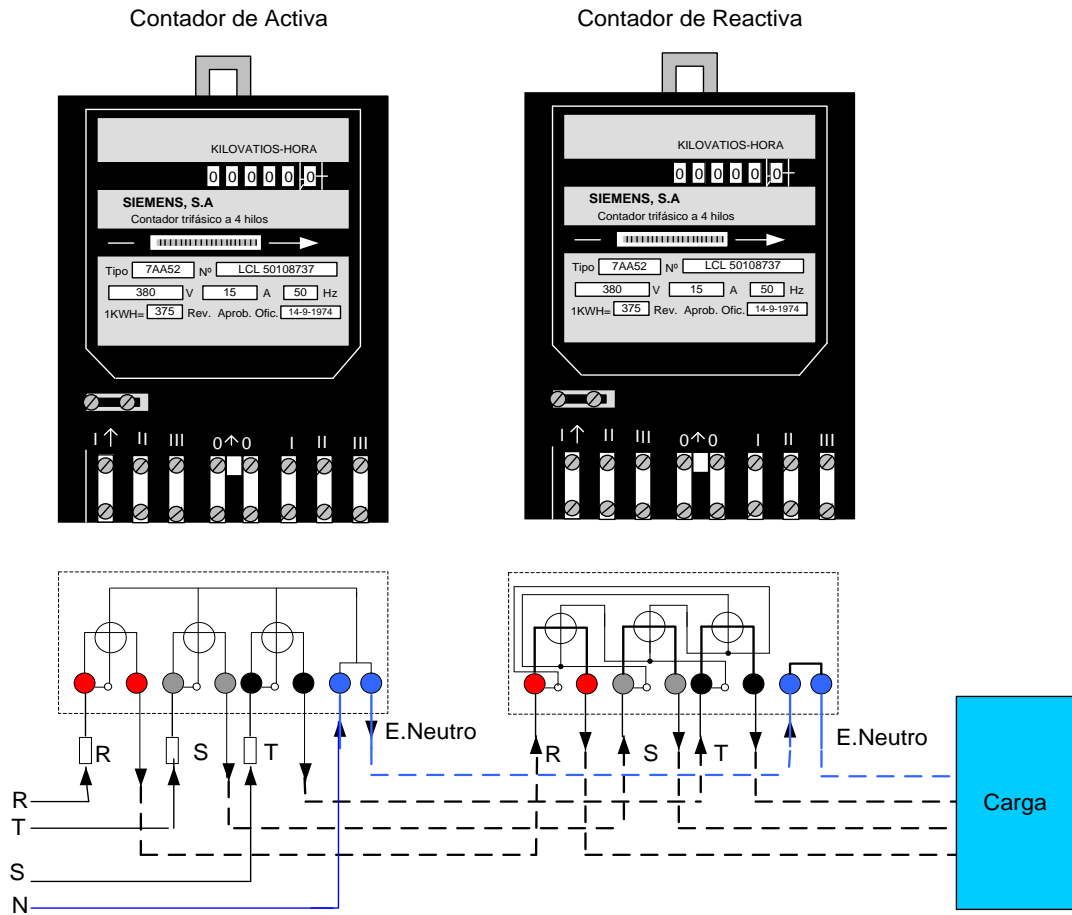 Contador de Activa
Contador de Reactiva
KILOVATIOS-HORA
0 0 0 0 0 0
SIEMENS, S.A
Contador trifásico a 4 hilos
Tipo 7AA52 Nº LCL 50108737
380 V 15 A 50 Hz
1KWH= 375 Rev. Aprob. Ofic. 14-9-1974
I II III 0 0 I II III
KILOVATIOS-HORA
0 0 0 0 0 0
SIEMENS, S.A
Contador trifásico a 4 hilos
Tipo 7AA52 Nº LCL 50108737
380 V 15 A 50 Hz
1KWH= 375 Rev. Aprob. Ofic. 14-9-1974
I II III 0 0 I II III
R S T E.Neutro
R S T E.Neutro
R
T
S
N
Carga